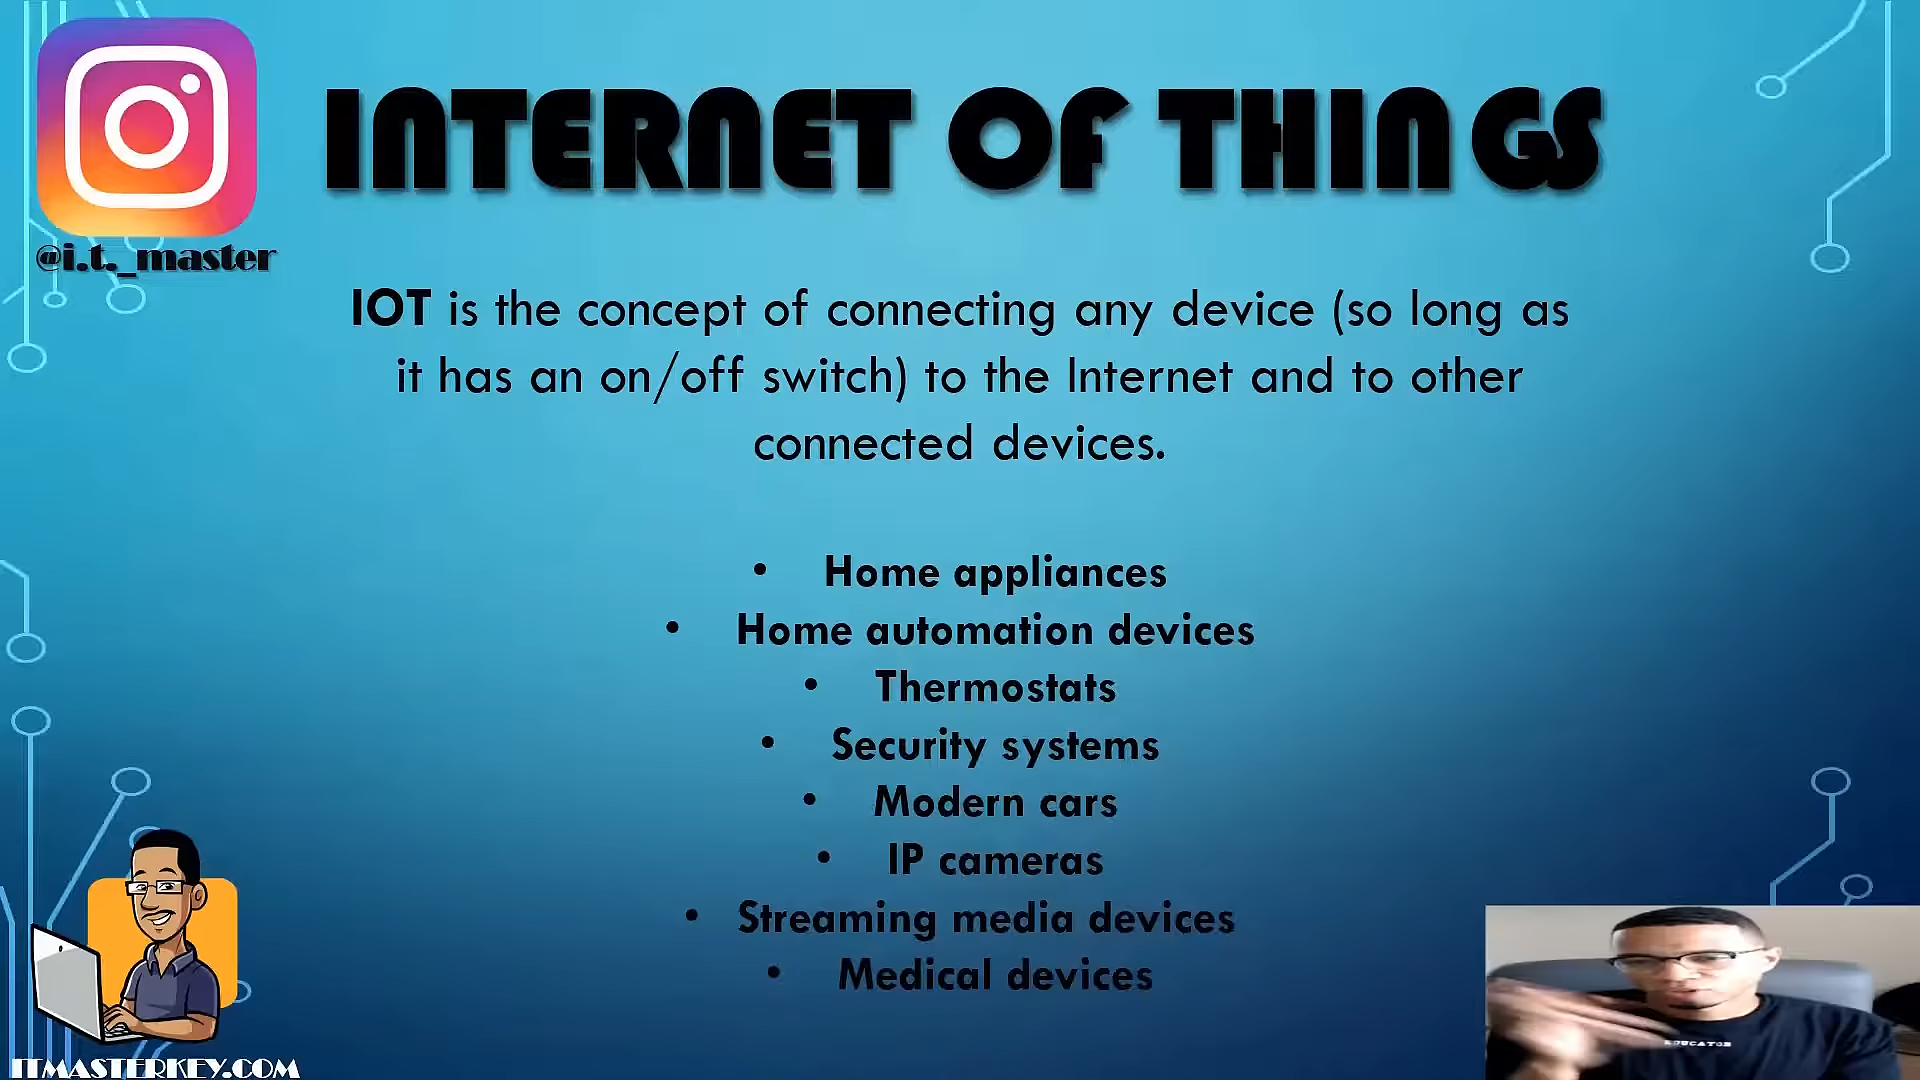 INTERNET OF THINGS
@i.t._master
IOT is the concept of connecting any device (so long as
it has an on/off switch) to the Internet and to other
connected devices.
• Home appliances
• Home automation devices
• Thermostats
• Security systems
• Modern cars
• IP cameras
• Streaming media devices
• Medical devices
ITMASTERKEY.COM
EDUCATOR